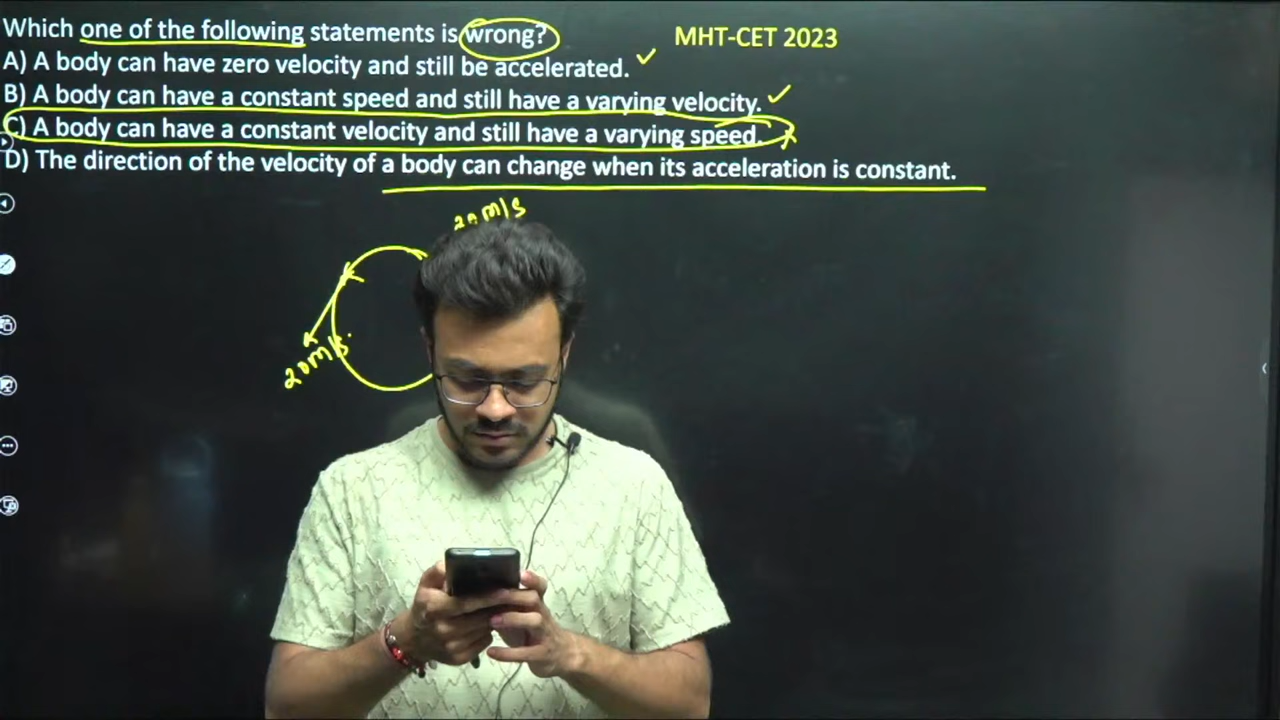 Which one of the following statements is wrong? MHT-CET 2023
A) A body can have zero velocity and still be accelerated.
B) A body can have a constant speed and still have a varying velocity.
C) A body can have a constant velocity and still have a varying speed.
D) The direction of the velocity of a body can change when its acceleration is constant.
20m/s
20m/s.